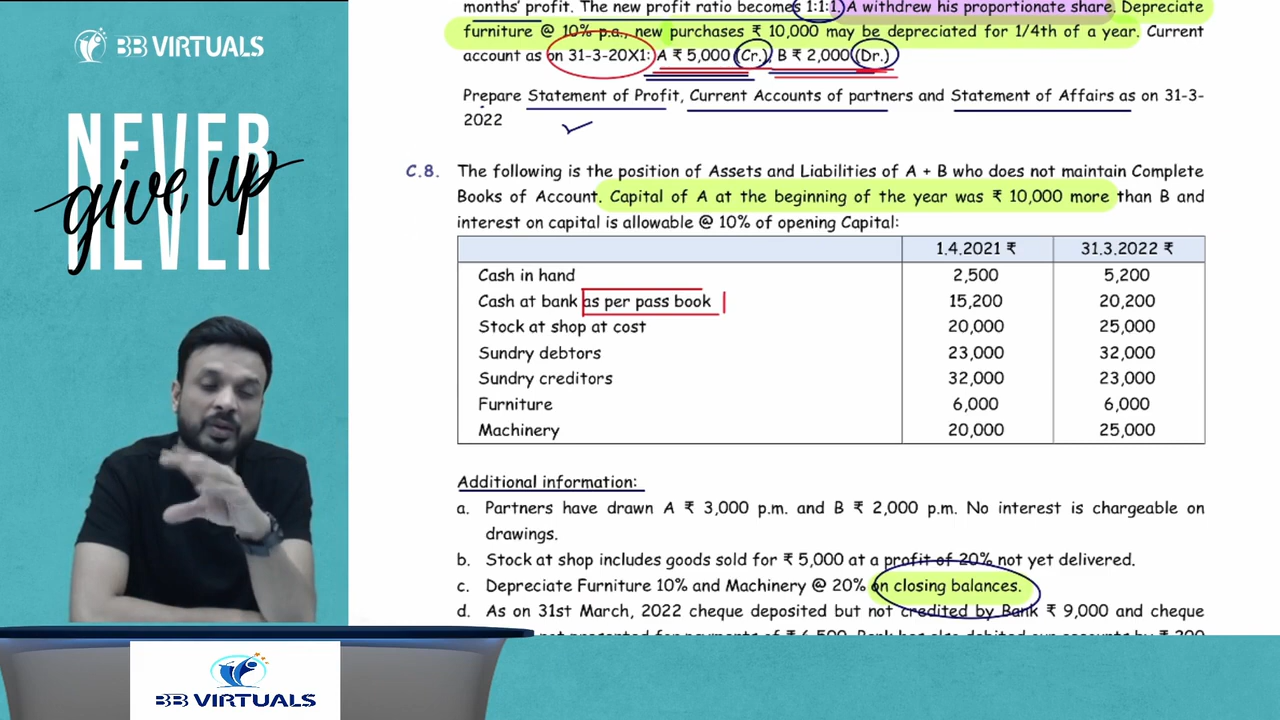 BB VIRTUALS
NEVER
give up
NEVER
months' profit. The new profit ratio becomes 1:1:1. A withdrew his proportionate share. Depreciate
furniture @ 10% p.a., new purchases ₹ 10,000 may be depreciated for 1/4th of a year. Current
account as on 31-3-20X1: A ₹ 5,000 (Cr.), B ₹ 2,000 (Dr.)
Prepare Statement of Profit, Current Accounts of partners and Statement of Affairs as on 31-3-
2022
C.8. The following is the position of Assets and Liabilities of A + B who does not maintain Complete
Books of Account. Capital of A at the beginning of the year was ₹ 10,000 more than B and
interest on capital is allowable @ 10% of opening Capital:
1.4.2021 ₹ 31.3.2022 ₹
Cash in hand 2,500 5,200
Cash at bank as per pass book 15,200 20,200
Stock at shop at cost 20,000 25,000
Sundry debtors 23,000 32,000
Sundry creditors 32,000 23,000
Furniture 6,000 6,000
Machinery 20,000 25,000
Additional information:
a. Partners have drawn A ₹ 3,000 p.m. and B ₹ 2,000 p.m. No interest is chargeable on
drawings.
b. Stock at shop includes goods sold for ₹ 5,000 at a profit of 20% not yet delivered.
c. Depreciate Furniture 10% and Machinery @ 20% on closing balances.
d. As on 31st March, 2022 cheque deposited but not credited by Bank ₹ 9,000 and cheque
BB VIRTUALS